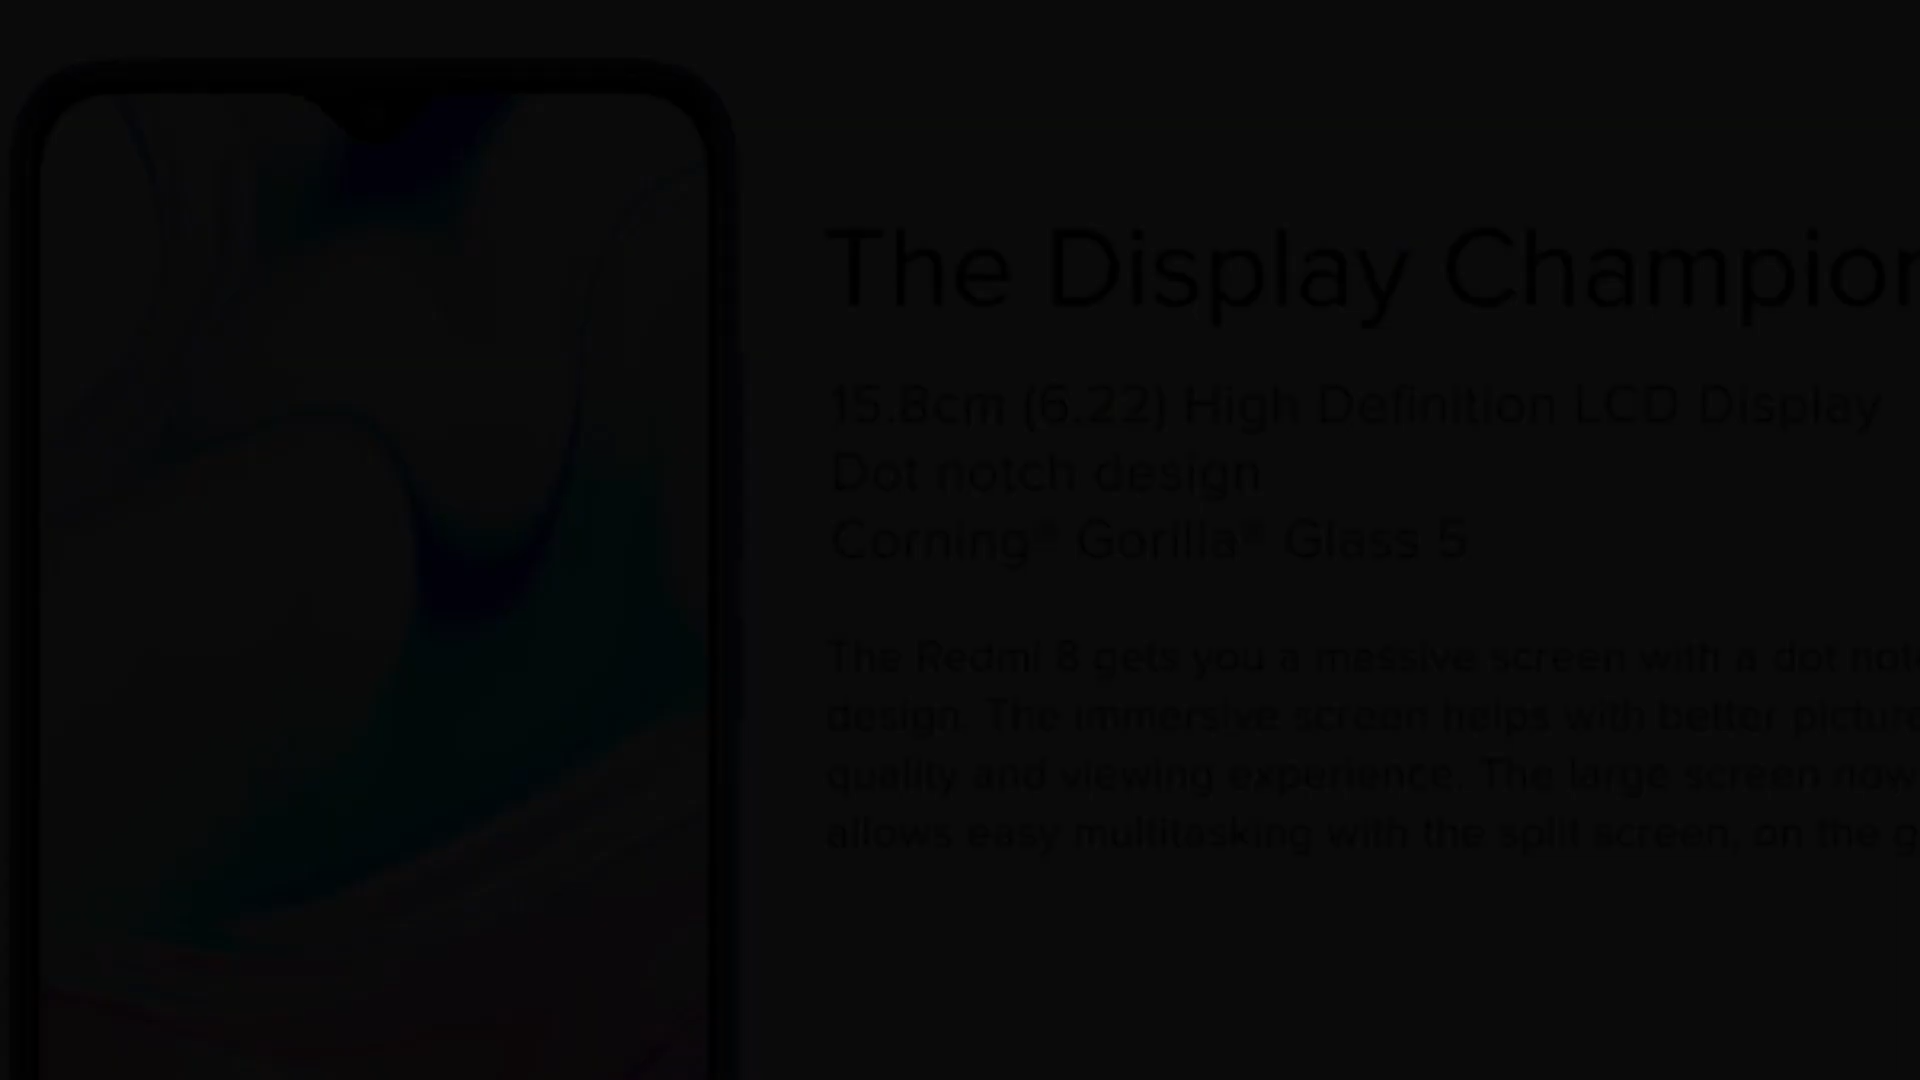 The Display Champion
15.8cm (6.22) High Definition LCD Display
Dot notch design
Corning® Gorilla® Glass 5
The Redmi 8 gets you a massive screen with a dot
design. The immersive screen helps with better
quality and viewing experience. The large screen now
allows easy multitasking with the split screen, on the